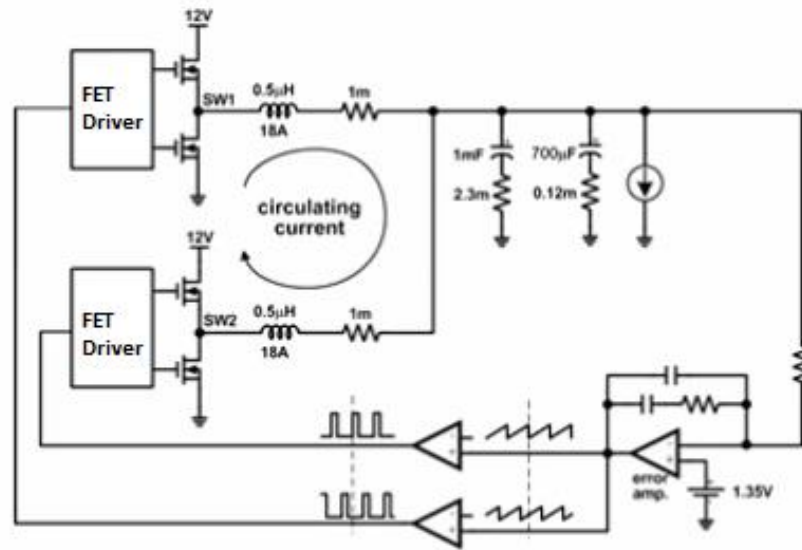 12V
FET
Driver
SW1
0.5µH
18A
1m
1mF
2.3m
700µF
0.12m
circulating
current
12V
FET
Driver
SW2
0.5µH
18A
1m
error
amp.
1.35V